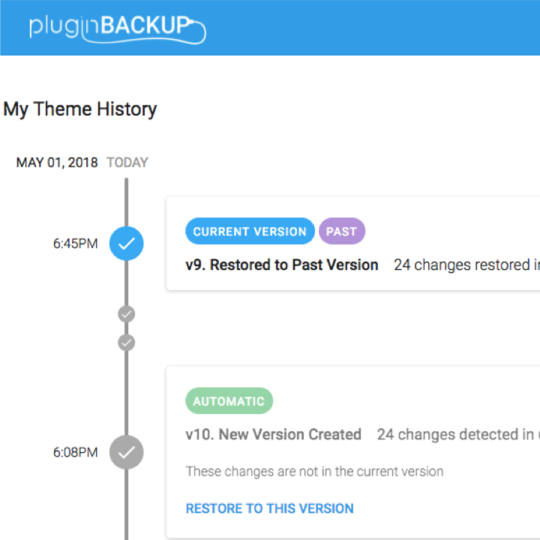 pluginBACKUP
My Theme History
MAY 01, 2018 TODAY
6:45PM
CURRENT VERSION PAST
v9. Restored to Past Version 24 changes restored
AUTOMATIC
v10. New Version Created 24 changes detected in
6:08PM
These changes are not in the current version
RESTORE TO THIS VERSION